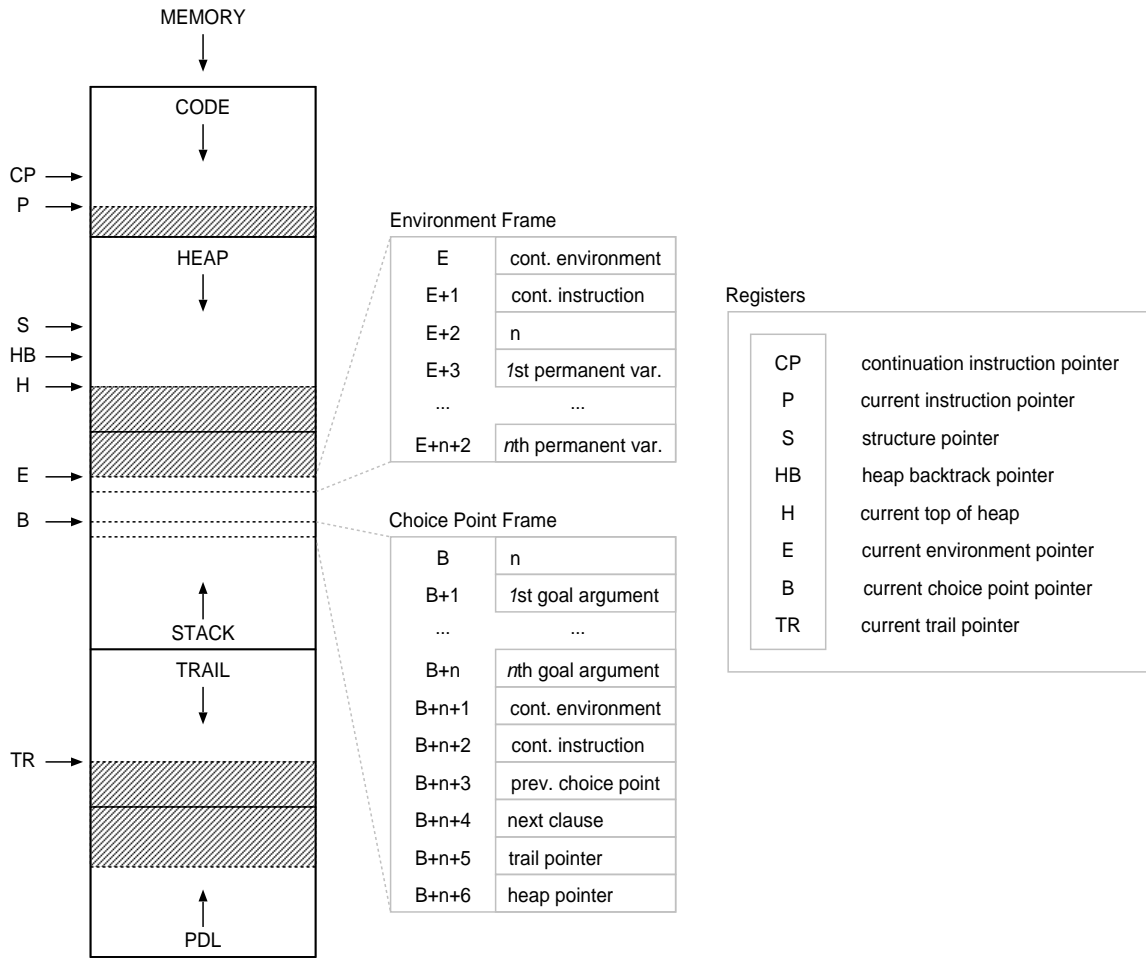 MEMORY
CODE
CP
P
HEAP
S
HB
H
E
B
STACK
TRAIL
TR
PDL
Environment Frame
E cont. environment
E+1 cont. instruction
E+2 n
E+3 1st permanent var.
... ...
E+n+2 nth permanent var.
Choice Point Frame
B n
B+1 1st goal argument
... ...
B+n nth goal argument
B+n+1 cont. environment
B+n+2 cont. instruction
B+n+3 prev. choice point
B+n+4 next clause
B+n+5 trail pointer
B+n+6 heap pointer
Registers
CP continuation instruction pointer
P current instruction pointer
S structure pointer
HB heap backtrack pointer
H current top of heap
E current environment pointer
B current choice point pointer
TR current trail pointer